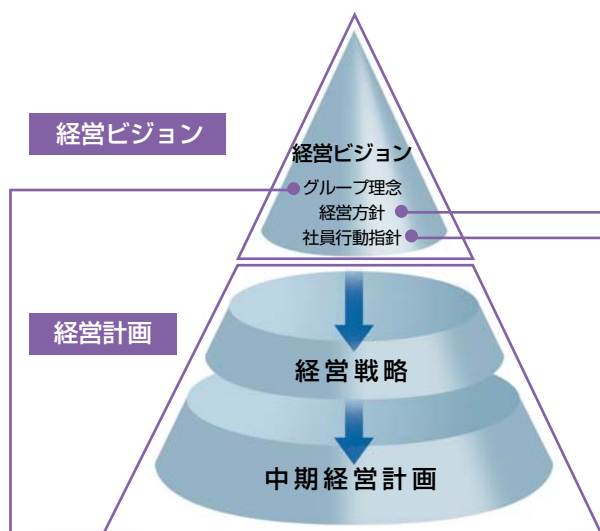 経営ビジョン
経営ビジョン
グループ理念
経営方針
社員行動指針
経営計画
経営戦略
中期経営計画